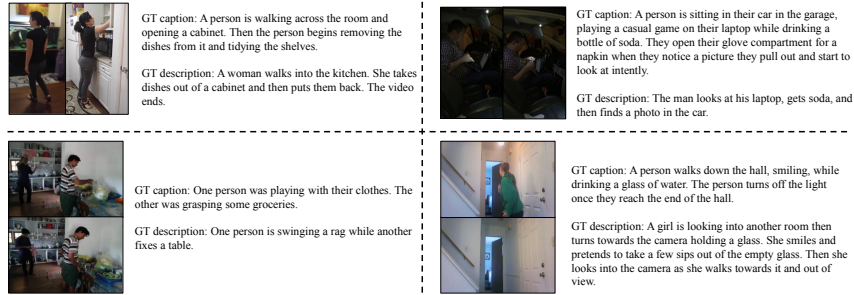 GT caption: A person is walking across the room and
opening a cabinet. Then the person begins removing the
dishes from it and tidying the shelves.
GT description: A woman walks into the kitchen. She takes
dishes out of a cabinet and then puts them back. The video
ends.
GT caption: A person is sitting in their car in the garage,
playing a casual game on their laptop while drinking a
bottle of soda. They open their glove compartment for a
napkin when they notice a picture they pull out and start to
look at intently.
GT description: The man looks at his laptop, gets soda, and
then finds a photo in the car.
GT caption: One person was playing with their clothes. The
other was grasping some groceries.
GT description: One person is swinging a rag while another
fixes a table.
GT caption: A person walks down the hall, smiling, while
drinking a glass of water. The person turns off the light
once they reach the end of the hall.
GT description: A girl is looking into another room then
turns towards the camera holding a glass. She smiles and
pretends to take a few sips out of the empty glass. Then she
looks into the camera as she walks towards it and out of
view.